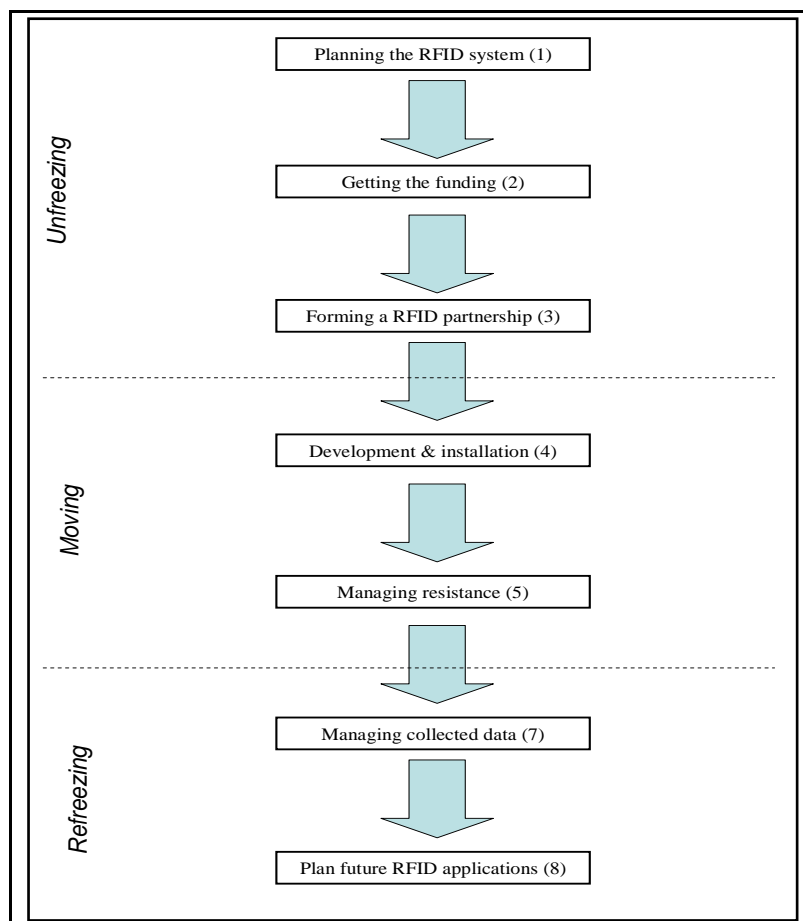 Planning the RFID system (1)
Unfreezing
Getting the funding (2)
Forming a RFID partnership (3)
Development & installation (4)
Moving
Managing resistance (5)
Managing collected data (7)
Refreezing
Plan future RFID applications (8)